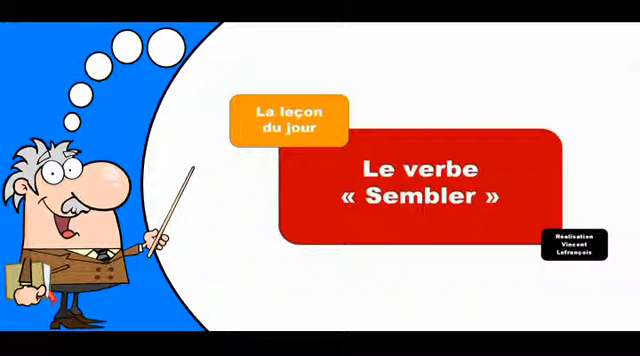 La leçon
du jour
Le verbe
« Sembler »
Réalisation
Vincent
Lefrançois